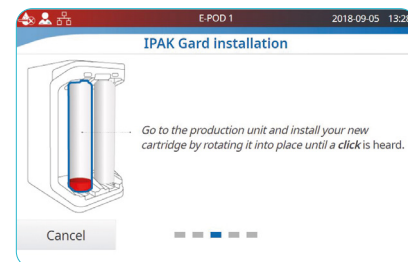 E-POD 1
2018-09-05 13:28
IPAK Gard installation
Go to the production unit and install your new
cartridge by rotating it into place until a click is heard.
Cancel